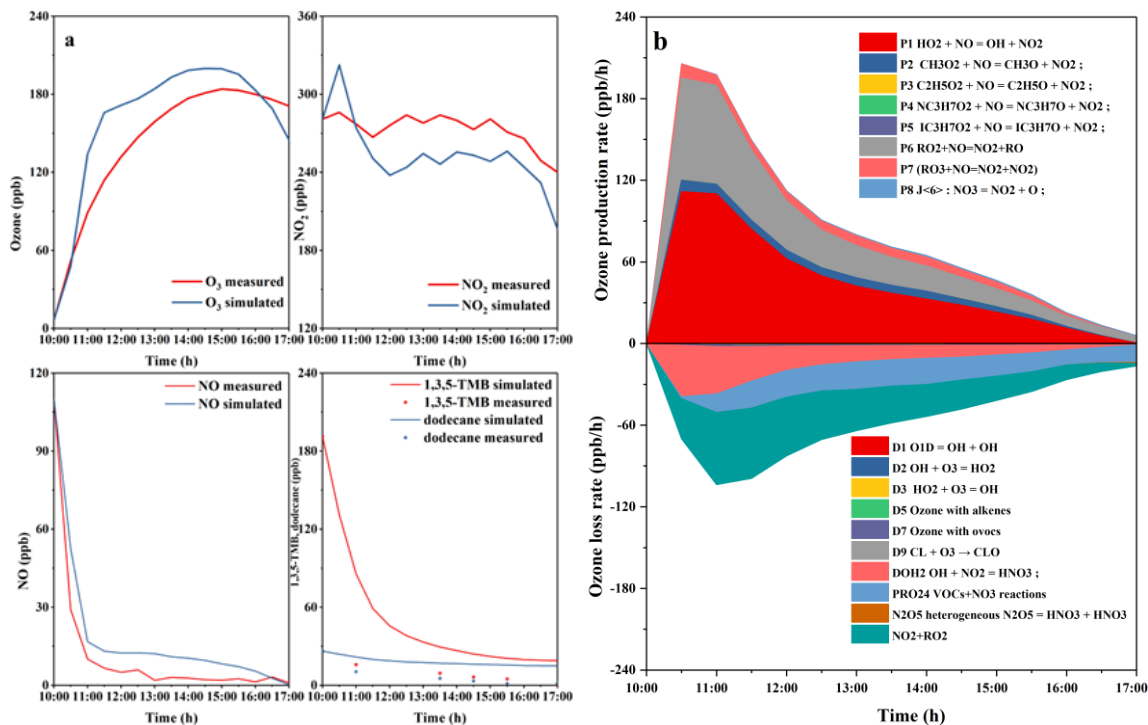 a
240
180
120
60
0
Ozone (ppb)
O3 measured
O3 simulated
10:00 11:00 12:00 13:00 14:00 15:00 16:00 17:00
Time (h)
360
300
240
180
120
NO2 (ppb)
NO2 measured
NO2 simulated
10:00 11:00 12:00 13:00 14:00 15:00 16:00 17:00
Time (h)
120
90
60
30
0
NO (ppb)
NO measured
NO simulated
10:00 11:00 12:00 13:00 14:00 15:00 16:00 17:00
Time (h)
240
180
120
60
0
1,3,5-TMB, dodecane (ppb)
1,3,5-TMB simulated
1,3,5-TMB measured
dodecane simulated
dodecane measured
10:00 11:00 12:00 13:00 14:00 15:00 16:00 17:00
Time (h)
b
240
180
120
60
0
-60
-120
-180
-240
Ozone production rate (ppb/h)
Ozone loss rate (ppb/h)
P1 HO2 + NO = OH + NO2
P2 CH3O2 + NO = CH3O + NO2 ;
P3 C2H5O2 + NO = C2H5O + NO2 ;
P4 NC3H7O2 + NO = NC3H7O + NO2 ;
P5 IC3H7O2 + NO = IC3H7O + NO2 ;
P6 RO2+NO=NO2+RO
P7 (RO3+NO=NO2+NO2)
P8 J<6> : NO3 = NO2 + O ;
D1 O1D = OH + OH
D2 OH + O3 = HO2
D3 HO2 + O3 = OH
D5 Ozone with alkenes
D7 Ozone with ovocs
D9 CL + O3 → CLO
DOH2 OH + NO2 = HNO3 ;
PRO24 VOCs+NO3 reactions
N2O5 heterogeneous N2O5 = HNO3 + HNO3
NO2+RO2
10:00 11:00 12:00 13:00 14:00 15:00 16:00 17:00
Time (h)